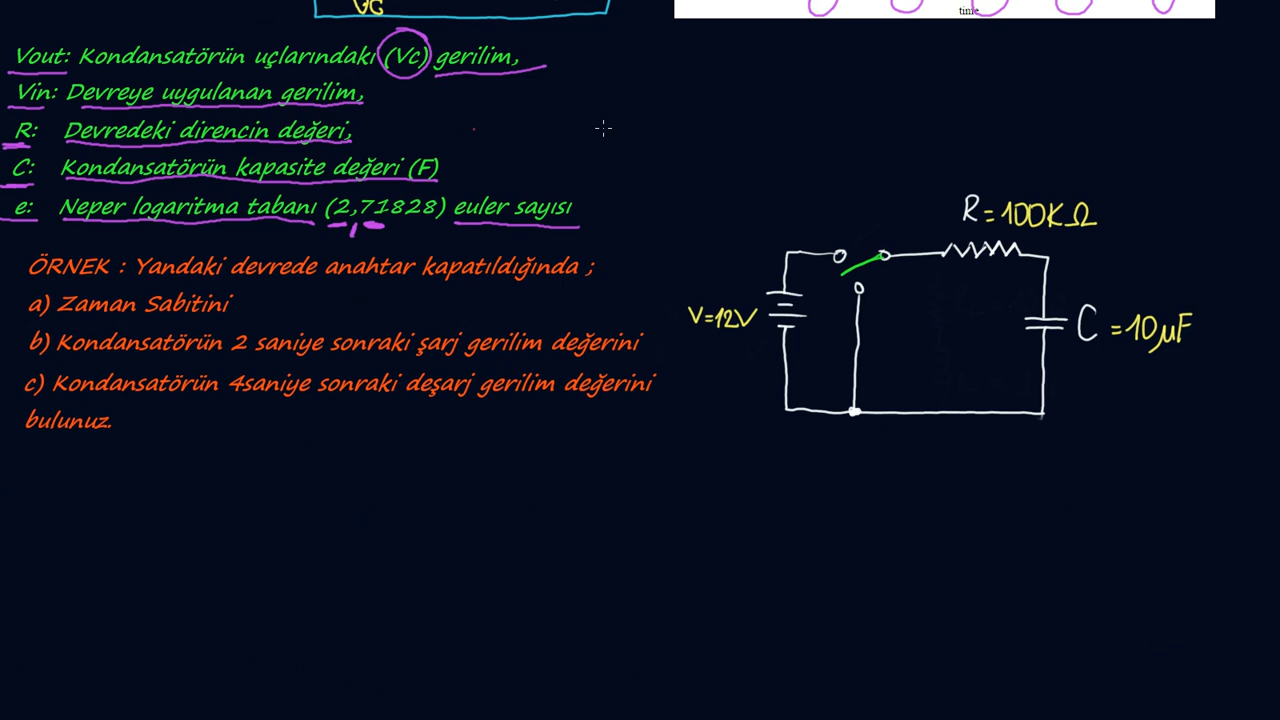 VC
time
Vout: Kondansatörün uçlarındaki (Vc) gerilim,
Vin: Devreye uygulanan gerilim,
R: Devredeki direncin değeri,
C: Kondansatörün kapasite değeri (F)
e: Neper logaritma tabanı (2,71828) euler sayısı
ÖRNEK : Yandaki devrede anahtar kapatıldığında ;
a) Zaman Sabitini
b) Kondansatörün 2 saniye sonraki şarj gerilim değerini
c) Kondansatörün 4saniye sonraki deşarj gerilim değerini
bulunuz.
R=100KΩ
V=12V
C=10µF